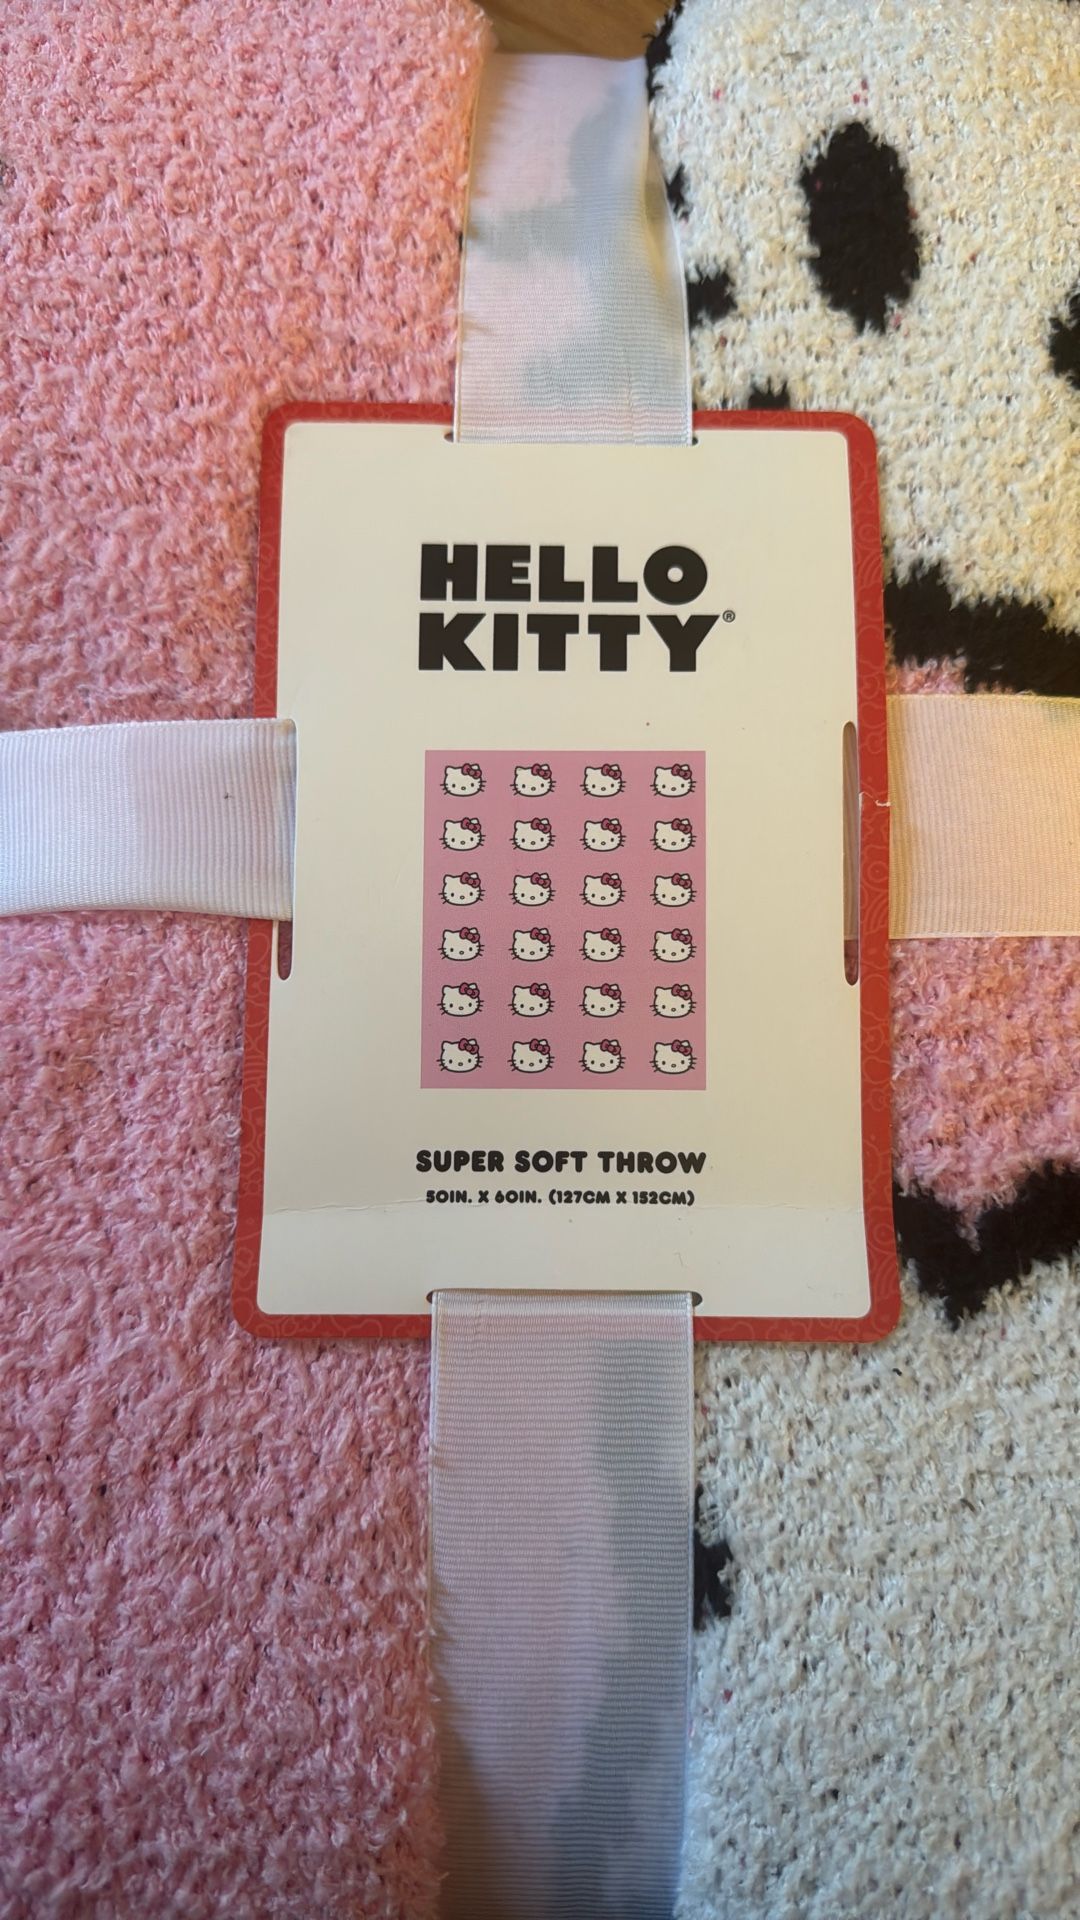 HELLO
KITTY®
SUPER SOFT THROW
50IN. X 60IN. (127CM X 152CM)